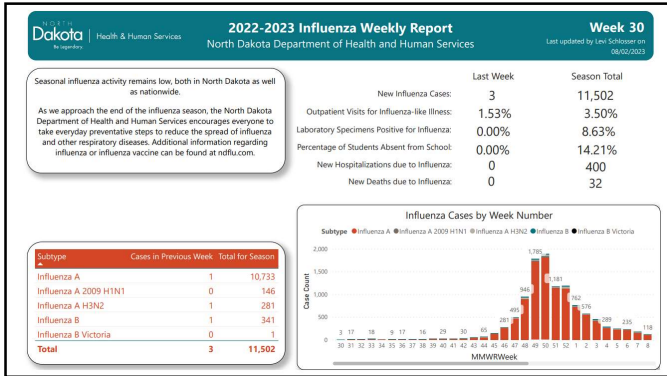 NORTH
Dakota | Health & Human Services
Be Legendary.
2022-2023 Influenza Weekly Report
North Dakota Department of Health and Human Services
Week 30
Last updated by Levi Schlosser on
08/02/2023
Seasonal influenza activity remains low, both in North Dakota as well
as nationwide.
As we approach the end of the influenza season, the North Dakota
Department of Health and Human Services encourages everyone to
take everyday preventative steps to reduce the spread of influenza
and other respiratory diseases. Additional information regarding
influenza or influenza vaccine can be found at ndflu.com.
Last Week Season Total
New Influenza Cases: 3 11,502
Outpatient Visits for Influenza-like Illness: 1.53% 3.50%
Laboratory Specimens Positive for Influenza: 0.00% 8.63%
Percentage of Students Absent from School: 0.00% 14.21%
New Hospitalizations due to Influenza: 0 400
New Deaths due to Influenza: 0 32
Subtype Cases in Previous Week Total for Season
Influenza A 1 10,733
Influenza A 2009 H1N1 0 146
Influenza A H3N2 1 281
Influenza B 1 341
Influenza B Victoria 0 1
Total 3 11,502
Influenza Cases by Week Number
Subtype Influenza A Influenza A 2009 H1N1 Influenza A H3N2 Influenza B Influenza B Victoria
Case Count
2,000
1,500
1,000
500
0
3 17 18 9 17 16 29 30 65 281 495 946 1,785 1,181 762 576 289 235 118
30 31 32 33 34 35 36 37 38 39 40 41 42 43 44 45 46 47 48 49 50 51 52 1 2 3 4 5 6 7 8
MMWRWeek